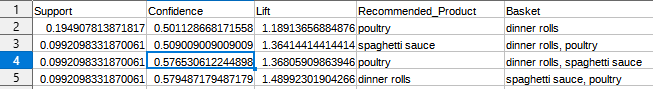 1 Support Confidence Lift Recommended_Product Basket
2 0.194907813871817 0.501128668171558 1.18913656884876 poultry dinner rolls
3 0.0992098331870061 0.509009009009009 1.36414414414414 spaghetti sauce dinner rolls, poultry
4 0.0992098331870061 0.576530612244898 1.36805909863946 poultry dinner rolls, spaghetti sauce
5 0.0992098331870061 0.579487179487179 1.48992301904266 dinner rolls spaghetti sauce, poultry